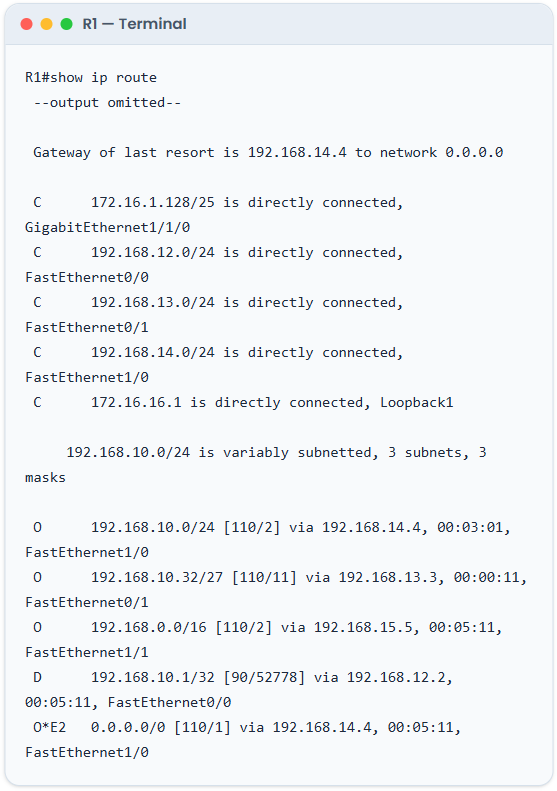 R1 — Terminal
R1#show ip route
--output omitted--
Gateway of last resort is 192.168.14.4 to network 0.0.0.0
C      172.16.1.128/25 is directly connected,
GigabitEthernet1/1/0
C      192.168.12.0/24 is directly connected,
FastEthernet0/0
C      192.168.13.0/24 is directly connected,
FastEthernet0/1
C      192.168.14.0/24 is directly connected,
FastEthernet1/0
C      172.16.16.1 is directly connected, Loopback1
192.168.10.0/24 is variably subnetted, 3 subnets, 3
masks
O      192.168.10.0/24 [110/2] via 192.168.14.4, 00:03:01,
FastEthernet1/0
O      192.168.10.32/27 [110/11] via 192.168.13.3, 00:00:11,
FastEthernet0/1
O      192.168.0.0/16 [110/2] via 192.168.15.5, 00:05:11,
FastEthernet1/1
D      192.168.10.1/32 [90/52778] via 192.168.12.2,
00:05:11, FastEthernet0/0
O*E2   0.0.0.0/0 [110/1] via 192.168.14.4, 00:05:11,
FastEthernet1/0